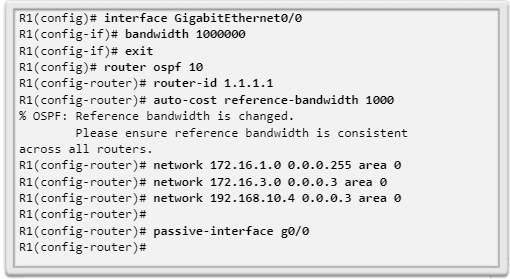 R1(config)# interface GigabitEthernet0/0
R1(config-if)# bandwidth 1000000
R1(config-if)# exit
R1(config)# router ospf 10
R1(config-router)# router-id 1.1.1.1
R1(config-router)# auto-cost reference-bandwidth 1000
% OSPF: Reference bandwidth is changed.
Please ensure reference bandwidth is consistent
across all routers.
R1(config-router)# network 172.16.1.0 0.0.0.255 area 0
R1(config-router)# network 172.16.3.0 0.0.0.3 area 0
R1(config-router)# network 192.168.10.4 0.0.0.3 area 0
R1(config-router)#
R1(config-router)# passive-interface g0/0
R1(config-router)#